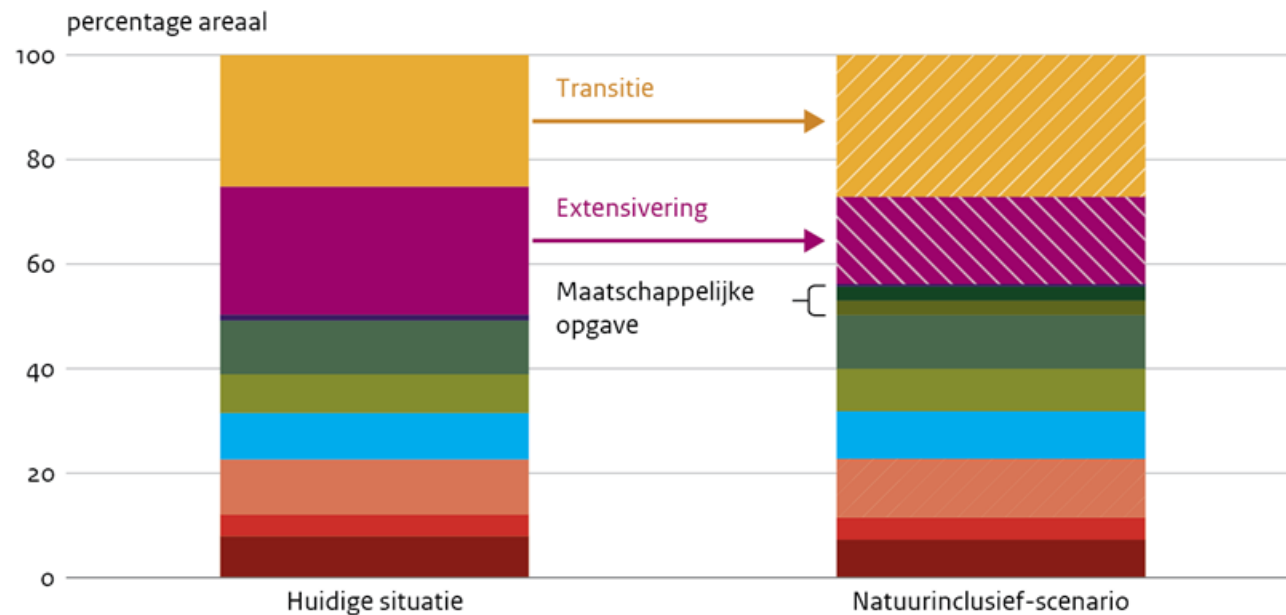 percentage areaal
100
80
60
40
20
0
Transitie
Extensivering
Maatschappelijke
opgave
Huidige situatie
Natuurinclusief-scenario